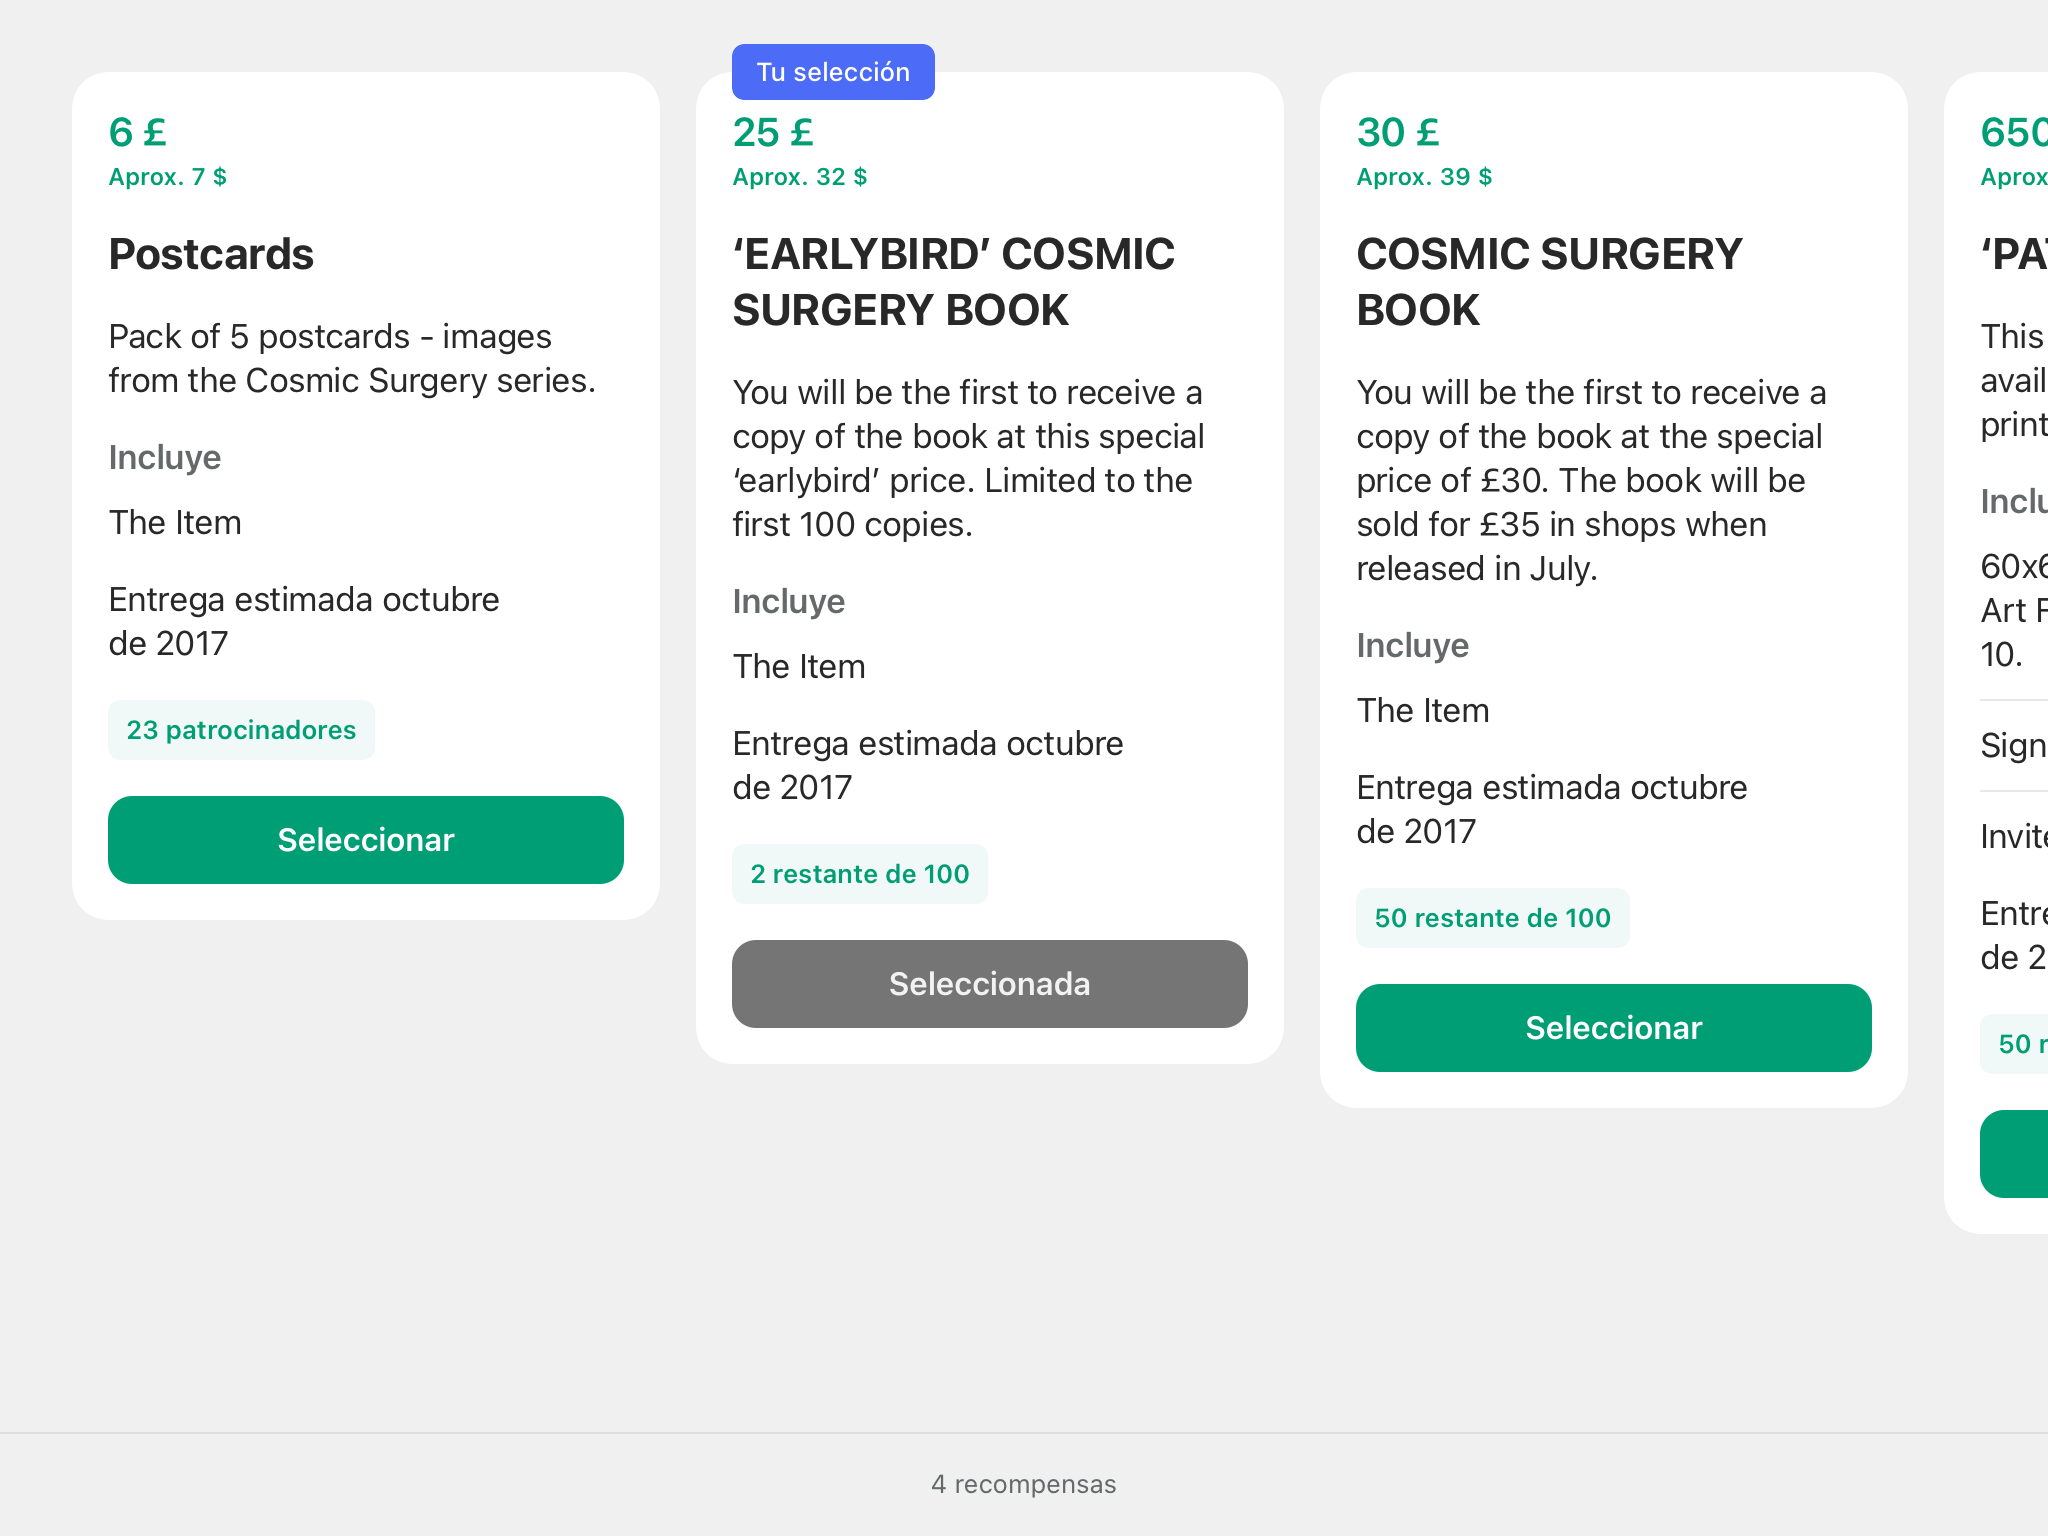 6 £
Aprox. 7 $
Postcards
Pack of 5 postcards - images
from the Cosmic Surgery series.
Incluye
The Item
Entrega estimada octubre
de 2017
23 patrocinadores
Seleccionar
Tu selección
25 £
Aprox. 32 $
‘EARLYBIRD’ COSMIC
SURGERY BOOK
You will be the first to receive a
copy of the book at this special
‘earlybird’ price. Limited to the
first 100 copies.
Incluye
The Item
Entrega estimada octubre
de 2017
2 restante de 100
Seleccionada
30 £
Aprox. 39 $
COSMIC SURGERY
BOOK
You will be the first to receive a
copy of the book at the special
price of £30. The book will be
sold for £35 in shops when
released in July.
Incluye
The Item
Entrega estimada octubre
de 2017
50 restante de 100
Seleccionar
650
Aprox
‘PA
This
avail
print
Inclu
60x6
Art F
10.
Sign
Invite
Entre
de 2
50 r
4 recompensas